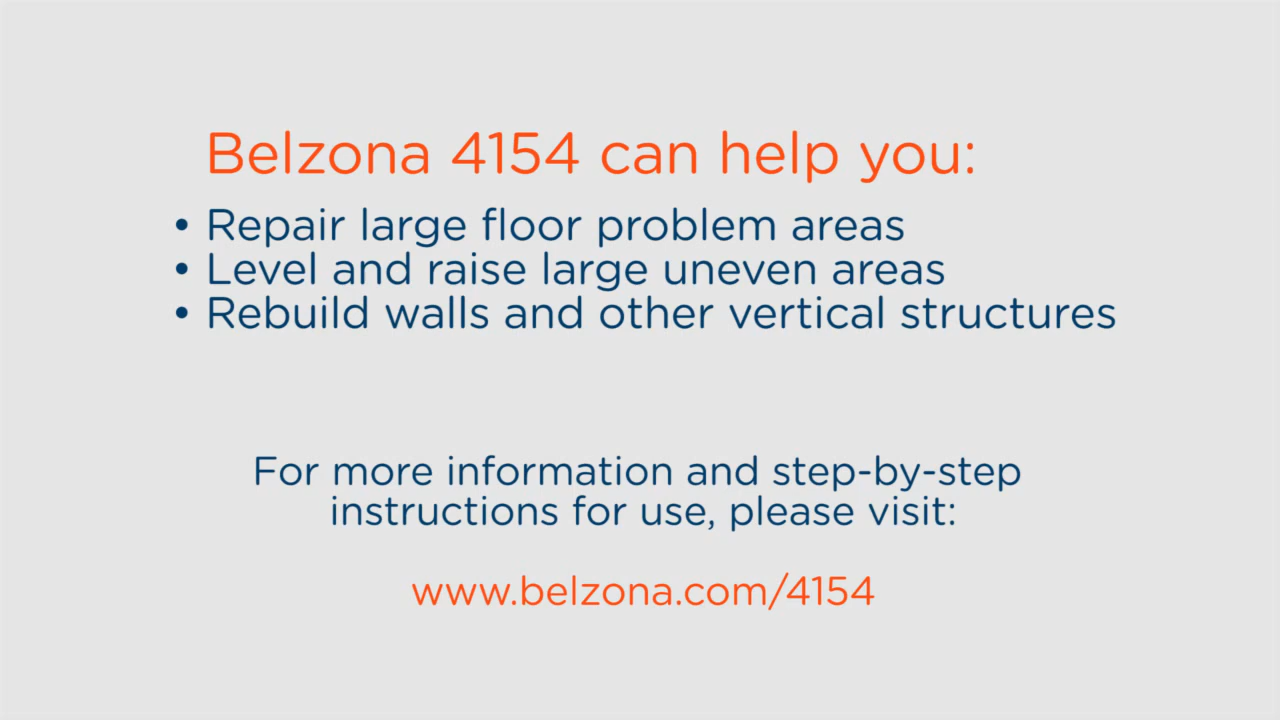 Belzona 4154 can help you:
• Repair large floor problem areas
• Level and raise large uneven areas
• Rebuild walls and other vertical structures
For more information and step-by-step
instructions for use, please visit:
www.belzona.com/4154